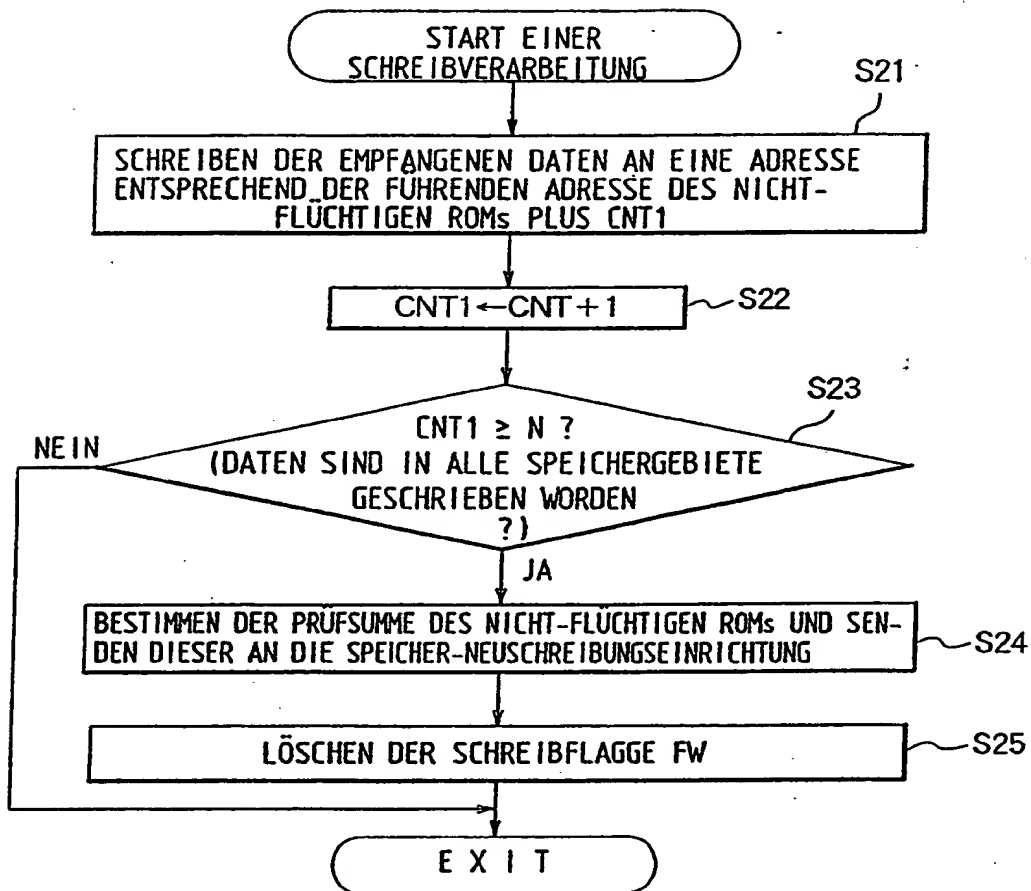 START EINER
SCHREIBVERARBEITUNG
S21
SCHREIBEN DER EMPFANGENEN DATEN AN EINE ADRESSE
ENTSPRECHEND DER FÜHRENDEN ADRESSE DES NICHT-
FLÜCHTIGEN ROMs PLUS CNT1
CNT1←CNT+1
S22
S23
CNT1 ≥ N ?
NEIN
(DATEN SIND IN ALLE SPEICHERGEBIETE
GESCHRIEBEN WORDEN
?)
JA
BESTIMMEN DER PRÜFSUMME DES NICHT-FLÜCHTIGEN ROMs UND SEN-
DEN DIESER AN DIE SPEICHER-NEUSCHREIBUNGSEINRICHTUNG
S24
LÖSCHEN DER SCHREIBFLAGGE FW
S25
EXIT